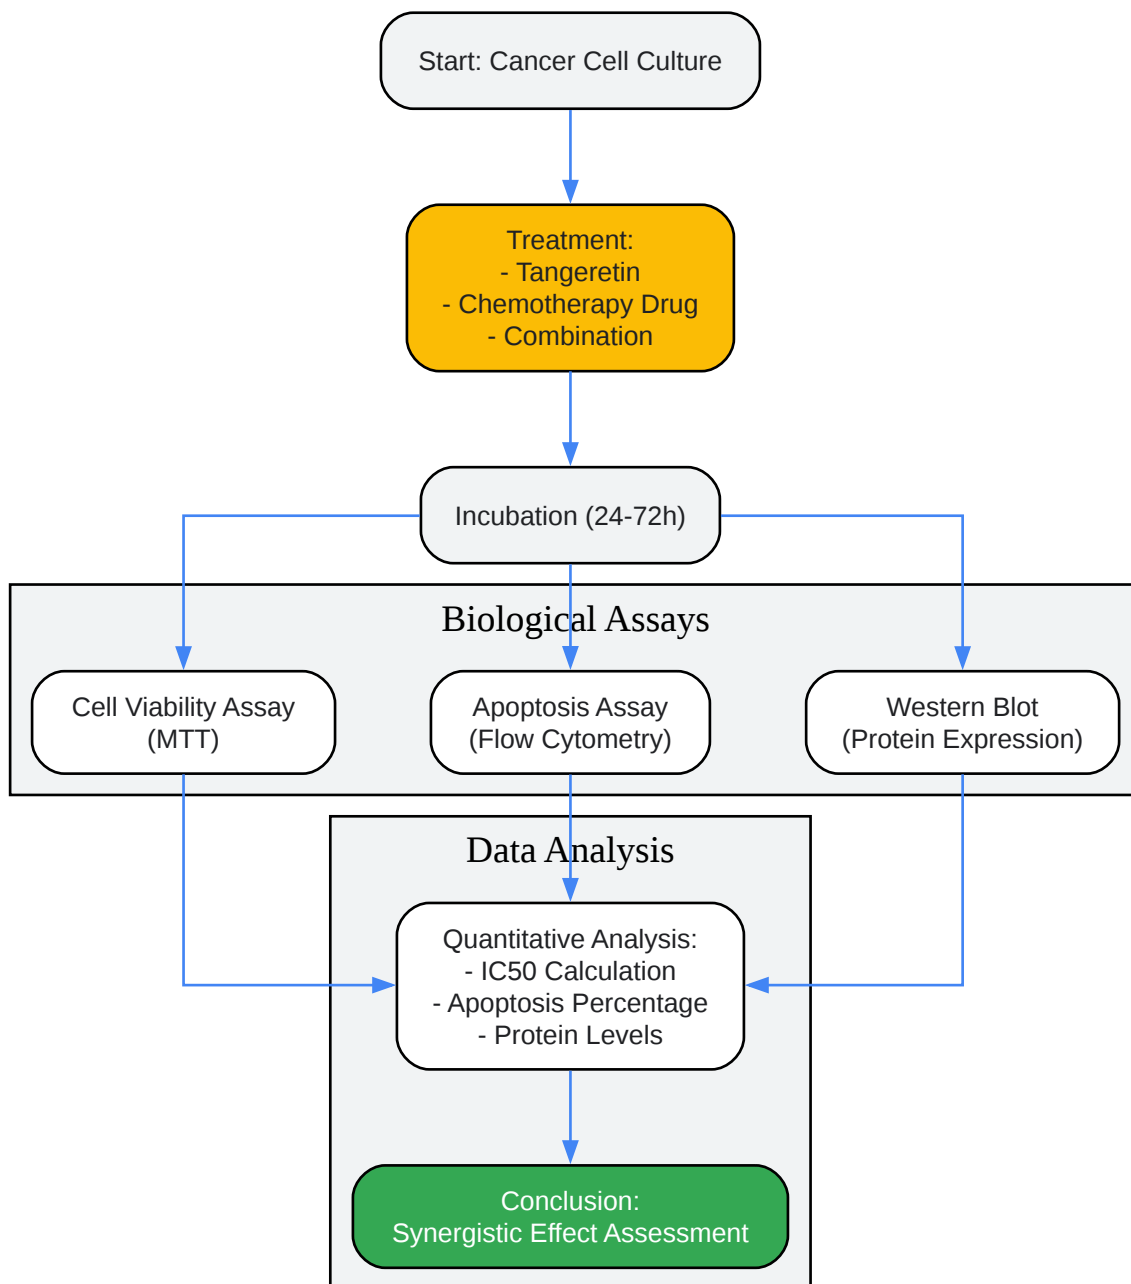 Start: Cancer Cell Culture
Treatment:
- Tangeretin
- Chemotherapy Drug
- Combination
Incubation (24-72h)
Biological Assays
Cell Viability Assay
(MTT)
Apoptosis Assay
(Flow Cytometry)
Western Blot
(Protein Expression)
Data Analysis
Quantitative Analysis:
- IC50 Calculation
- Apoptosis Percentage
- Protein Levels
Conclusion:
Synergistic Effect Assessment